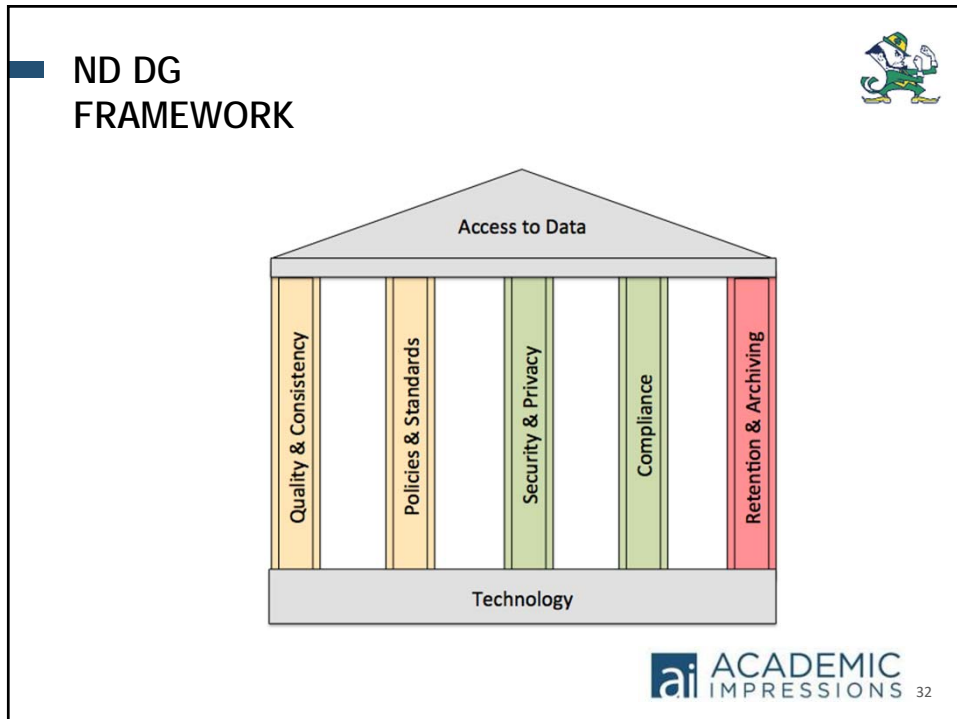 ND DG
FRAMEWORK
Access to Data
Quality & Consistency
Policies & Standards
Security & Privacy
Compliance
Retention & Archiving
Technology
ai ACADEMIC
IMPRESSIONS
32